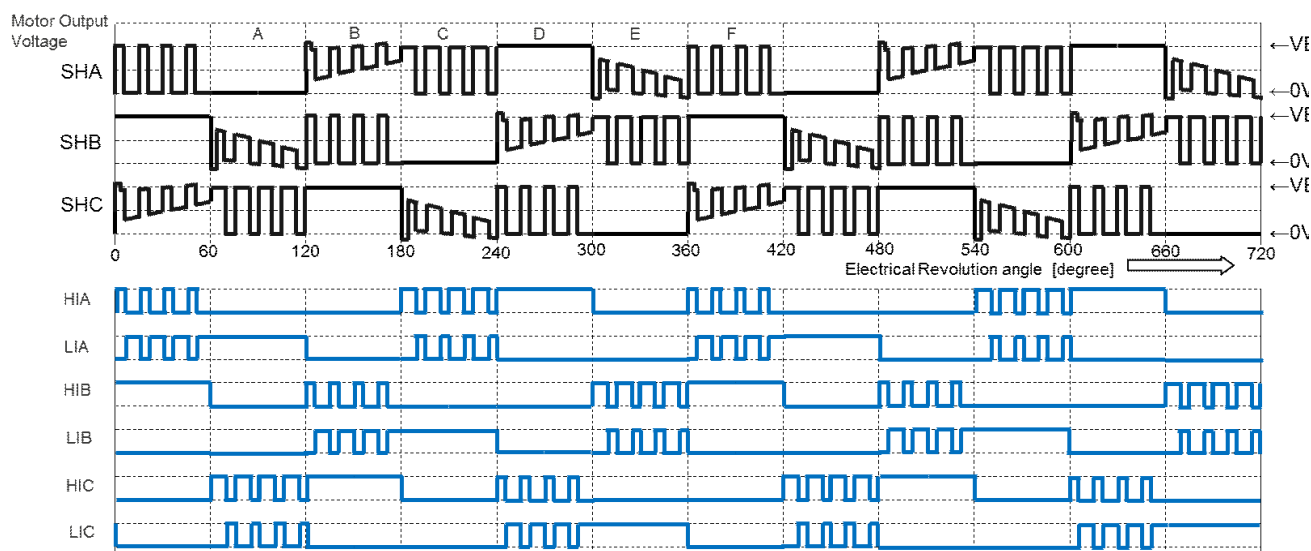 Motor Output
Voltage
A B C D E F
SHA
←VB
←0V
SHB
←VB
←0V
SHC
←VB
←0V
0 60 120 180 240 300 360 420 480 540 600 660 720
Electrical Revolution angle [degree]
HIA
LIA
HIB
LIB
HIC
LIC